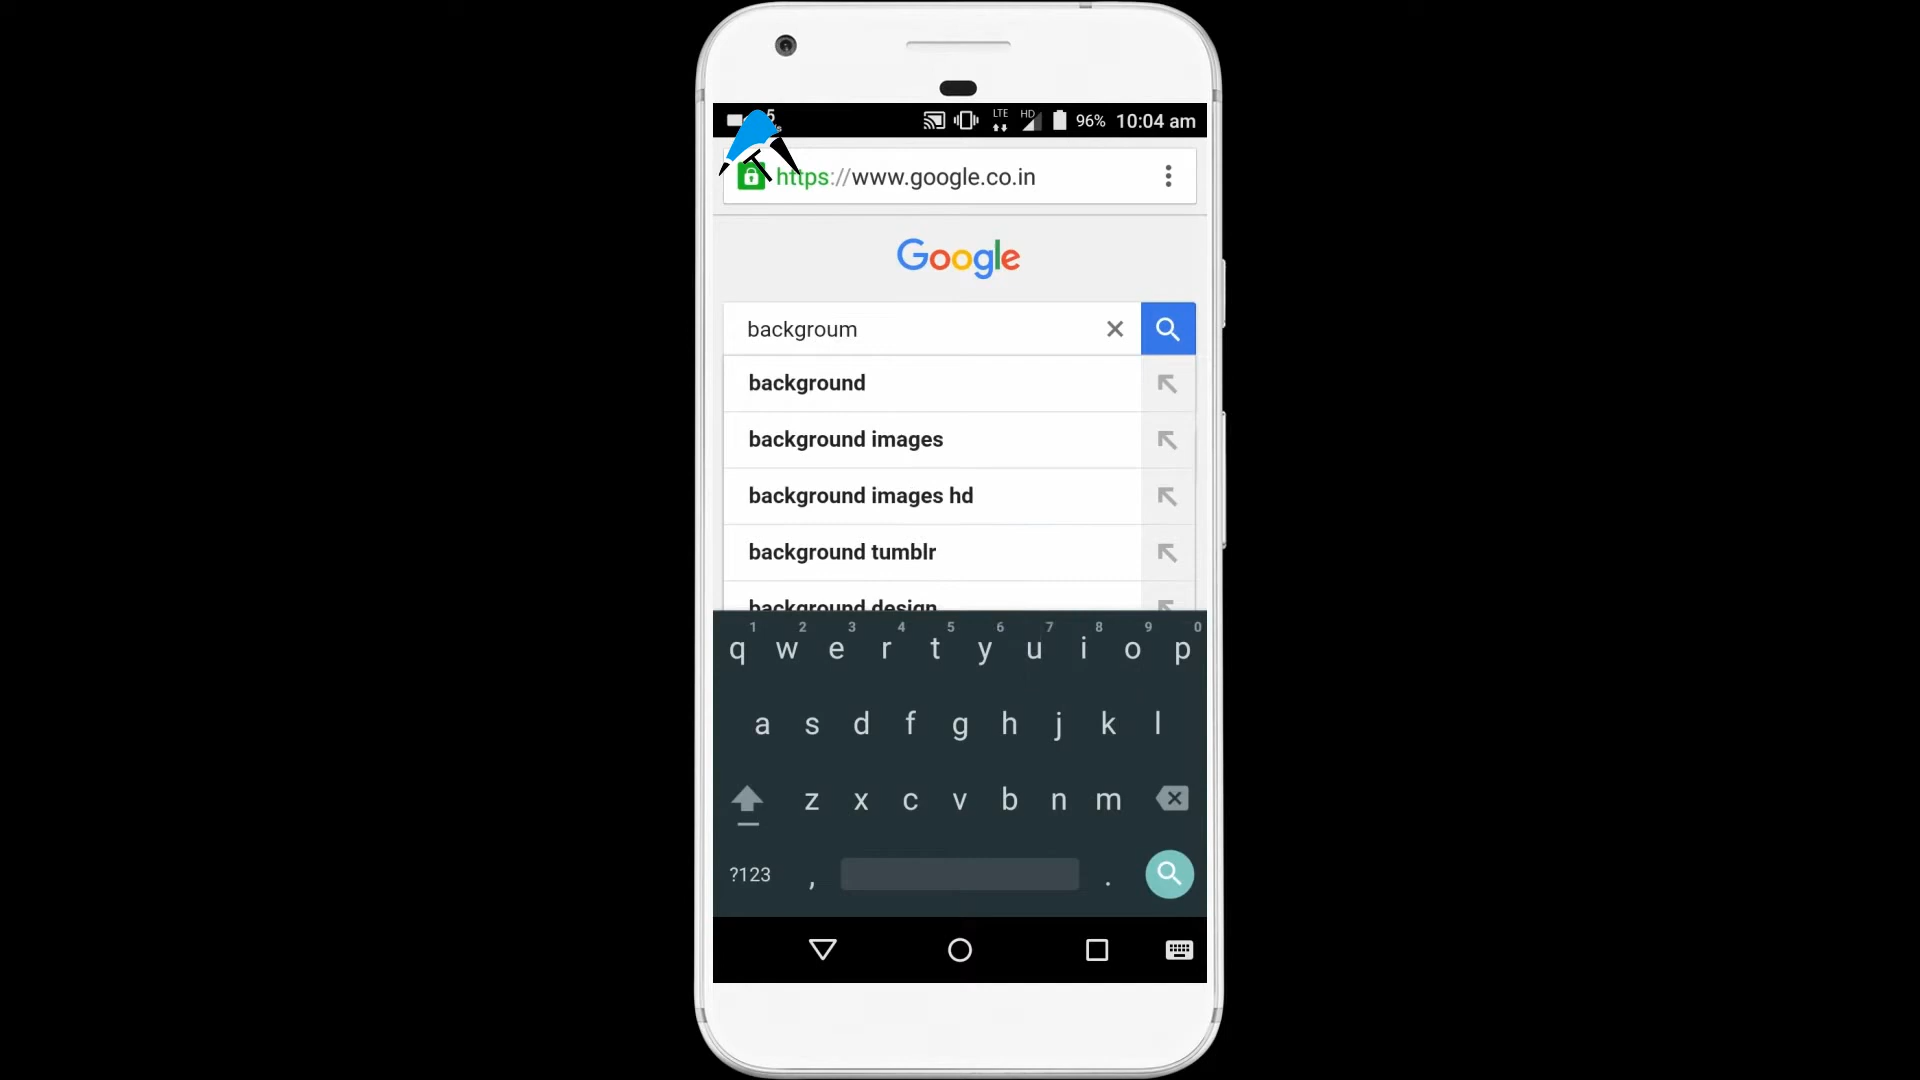 LTE HD 96% 10:04 am
https://www.google.co.in
Google
backgroum
background
background images
background images hd
background tumblr
background design
1 2 3 4 5 6 7 8 9 0
q w e r t y u i o p
a s d f g h j k l
z x c v b n m
?123 , .